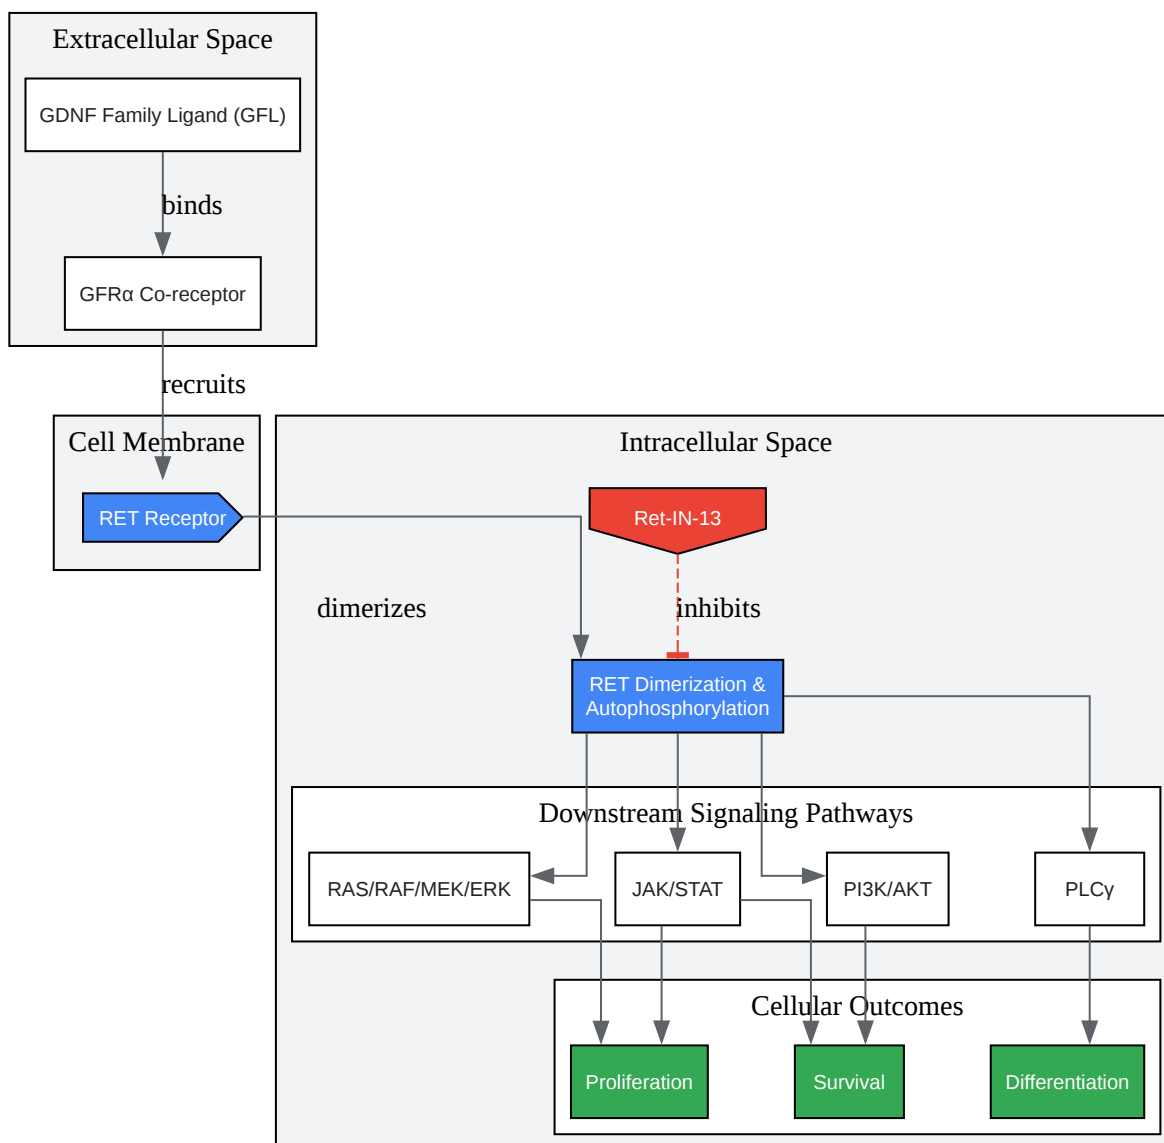 Extracellular Space
GDNF Family Ligand (GFL)
binds
GFRα Co-receptor
recruits
Cell Membrane
RET Receptor
Intracellular Space
Ret-IN-13
dimerizes
inhibits
RET Dimerization &
Autophosphorylation
Downstream Signaling Pathways
RAS/RAF/MEK/ERK
JAK/STAT
PI3K/AKT
PLCγ
Cellular Outcomes
Proliferation
Survival
Differentiation